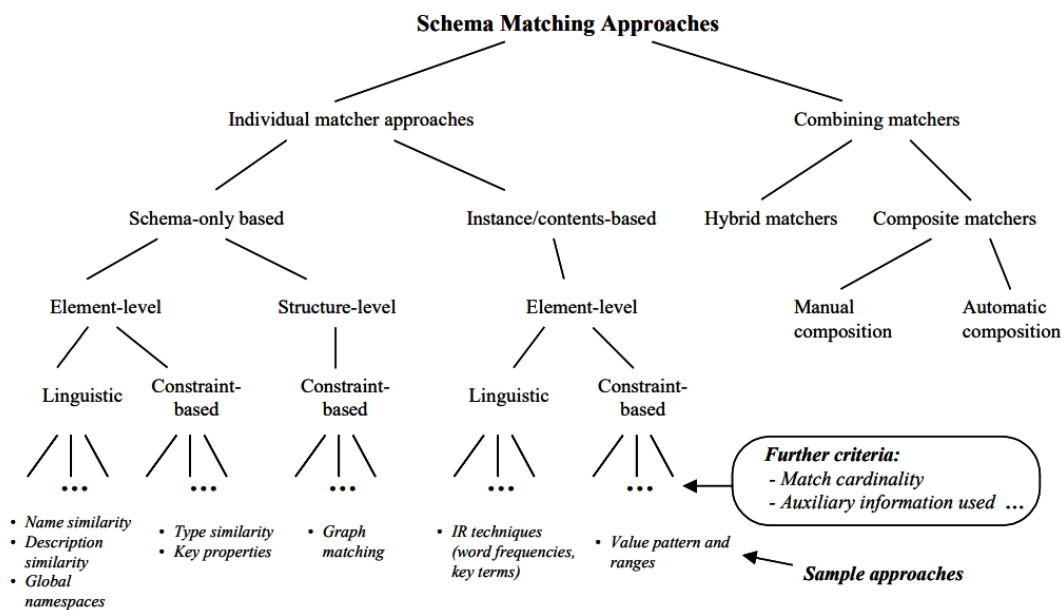 Schema Matching Approaches
Individual matcher approaches
Combining matchers
Schema-only based
Instance/contents-based
Hybrid matchers
Composite matchers
Element-level
Structure-level
Element-level
Manual
composition
Automatic
composition
Linguistic
Constraint-
based
Constraint-
based
Linguistic
Constraint-
based
...
...
...
...
...
Further criteria:
- Match cardinality
- Auxiliary information used ...
• Name similarity
• Description
similarity
• Global
namespaces
• Type similarity
• Key properties
• Graph
matching
• IR techniques
(word frequencies,
key terms)
• Value pattern and
ranges
Sample approaches